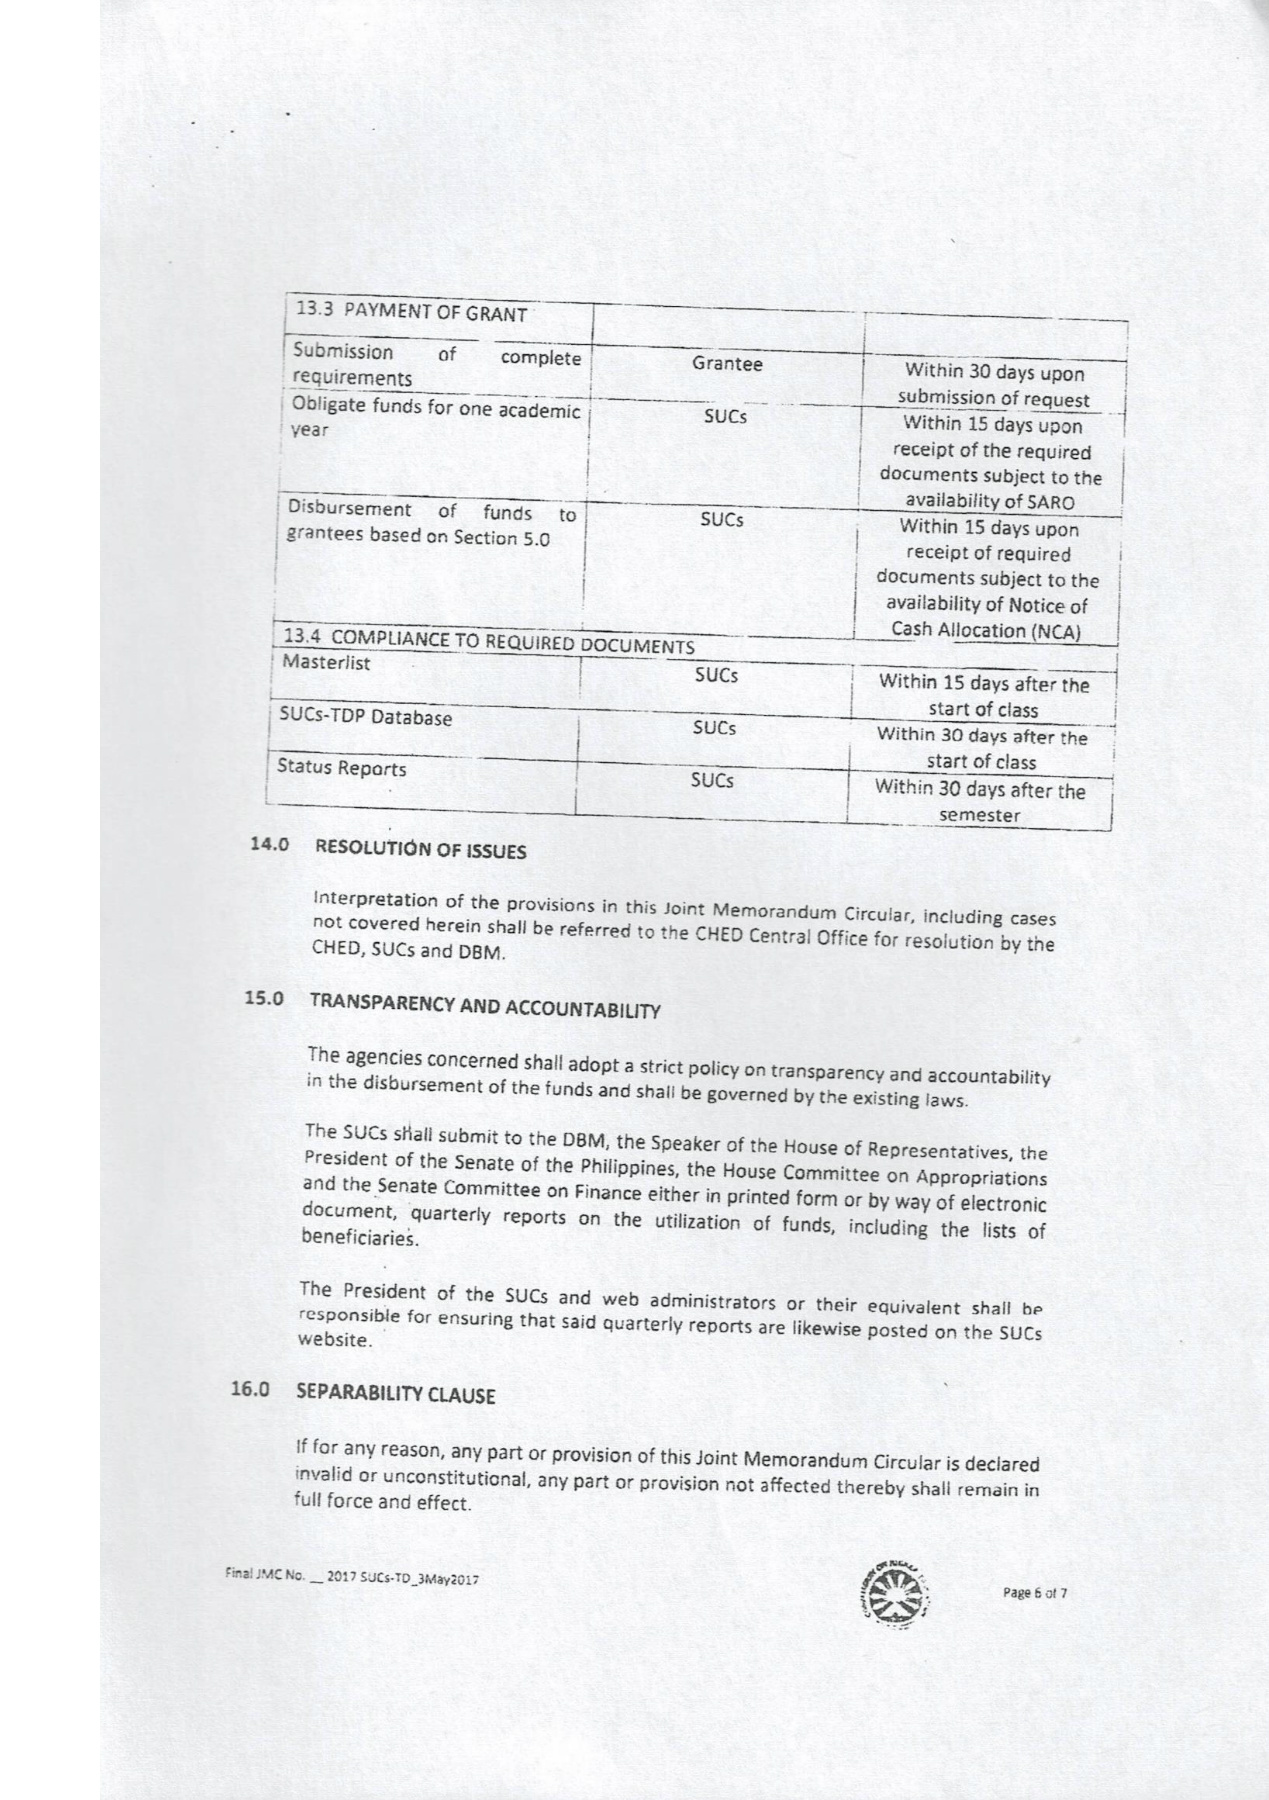 13.3 PAYMENT OF GRANT
Submission of complete requirements
Grantee
Within 30 days upon
submission of request
Obligate funds for one academic
year
SUCs
Within 15 days upon
receipt of the required
documents subject to the
availability of SARO
Disbursement of funds to
grantees based on Section 5.0
SUCs
Within 15 days upon
receipt of required
documents subject to the
availability of Notice of
Cash Allocation (NCA)
13.4 COMPLIANCE TO REQUIRED DOCUMENTS
Masterlist
SUCs
Within 15 days after the
start of class
SUCs-TDP Database
SUCs
Within 30 days after the
start of class
Status Reports
SUCs
Within 30 days after the
semester
14.0 RESOLUTION OF ISSUES
Interpretation of the provisions in this Joint Memorandum Circular, including cases
not covered herein shall be referred to the CHED Central Office for resolution by the
CHED, SUCs and DBM.
15.0 TRANSPARENCY AND ACCOUNTABILITY
The agencies concerned shall adopt a strict policy on transparency and accountability
in the disbursement of the funds and shall be governed by the existing laws.
The SUCs shall submit to the DBM, the Speaker of the House of Representatives, the
President of the Senate of the Philippines, the House Committee on Appropriations
and the Senate Committee on Finance either in printed form or by way of electronic
document, quarterly reports on the utilization of funds, including the lists of
beneficiaries.
The President of the SUCs and web administrators or their equivalent shall be
responsible for ensuring that said quarterly reports are likewise posted on the SUCs
website.
16.0 SEPARABILITY CLAUSE
If for any reason, any part or provision of this Joint Memorandum Circular is declared
invalid or unconstitutional, any part or provision not affected thereby shall remain in
full force and effect.
Final JMC No. __ 2017 SUCs-TD_3May2017
Page 6 of 7